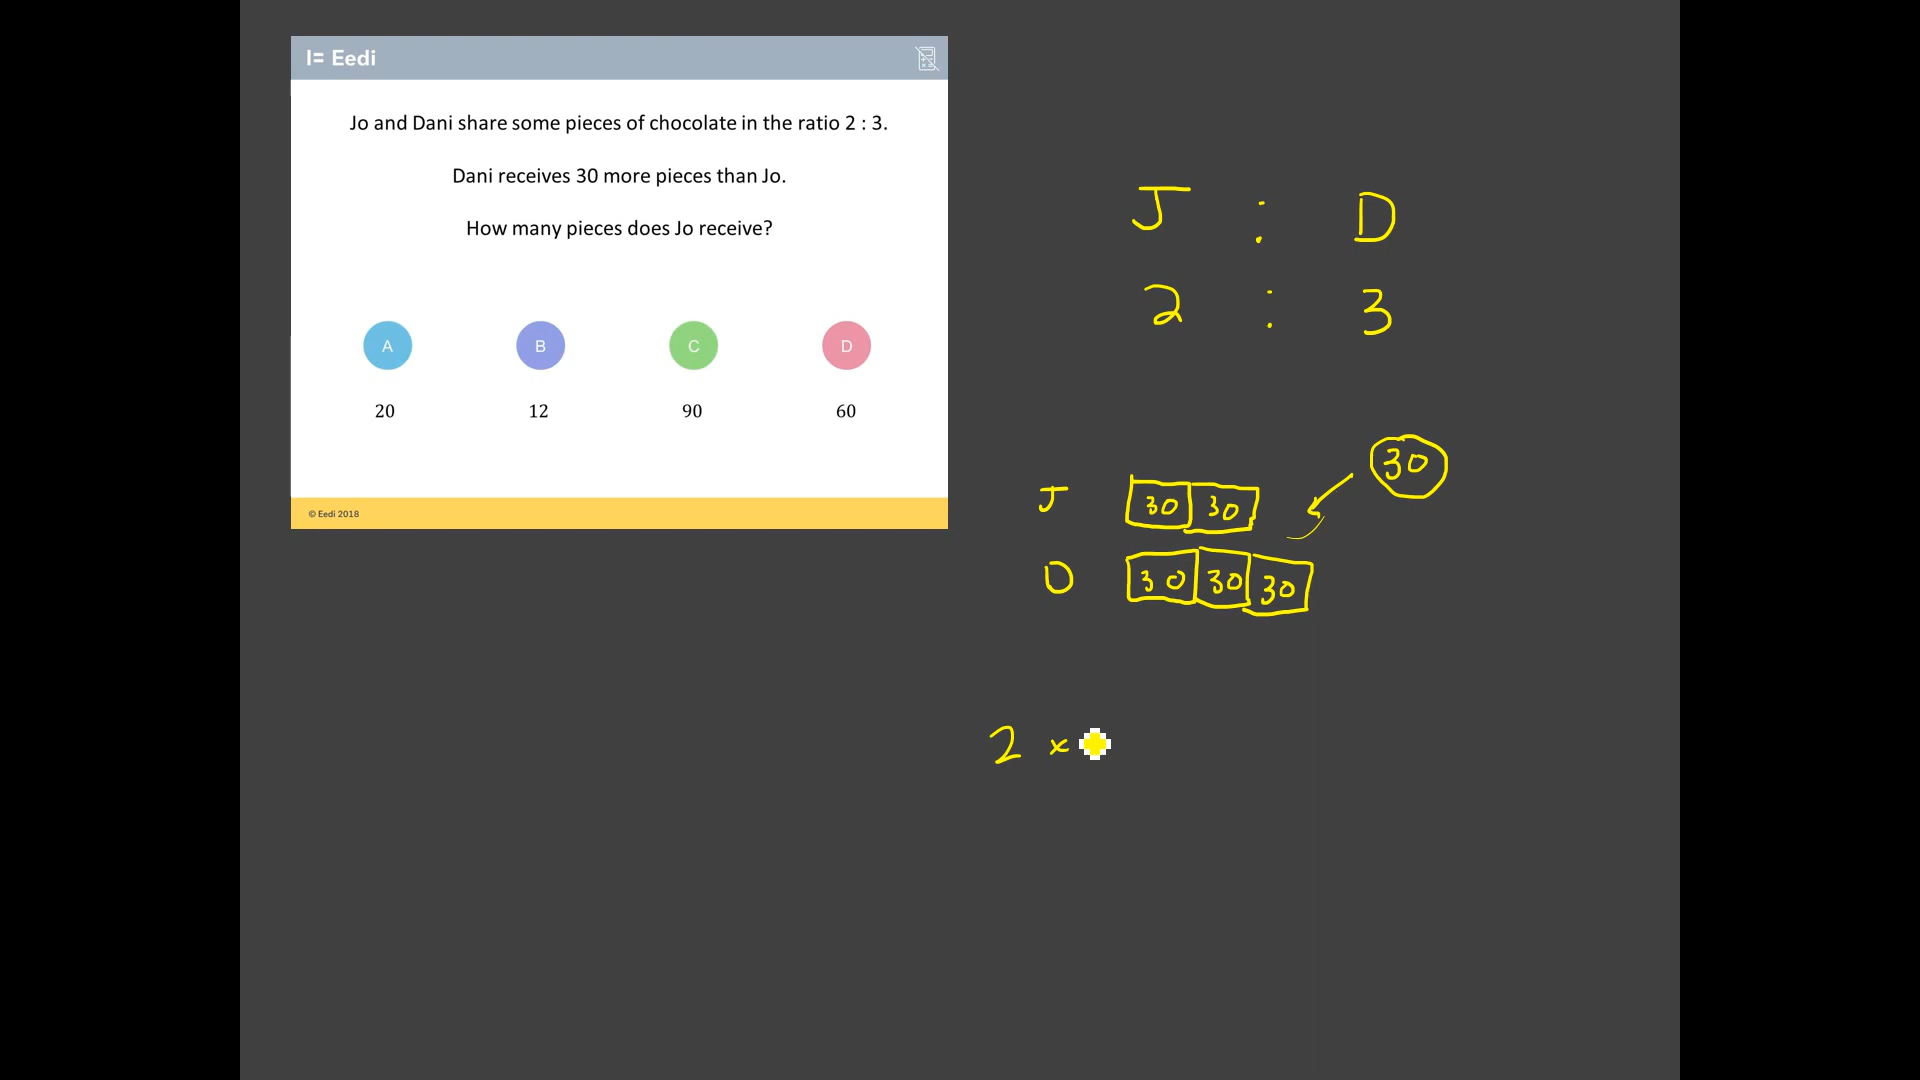 I= Eedi
Jo and Dani share some pieces of chocolate in the ratio 2 : 3.
Dani receives 30 more pieces than Jo.
How many pieces does Jo receive?
A B C D
20 12 90 60
© Eedi 2018
J : D
2 : 3
30
J 30 30
D 30 30 30
2 ×